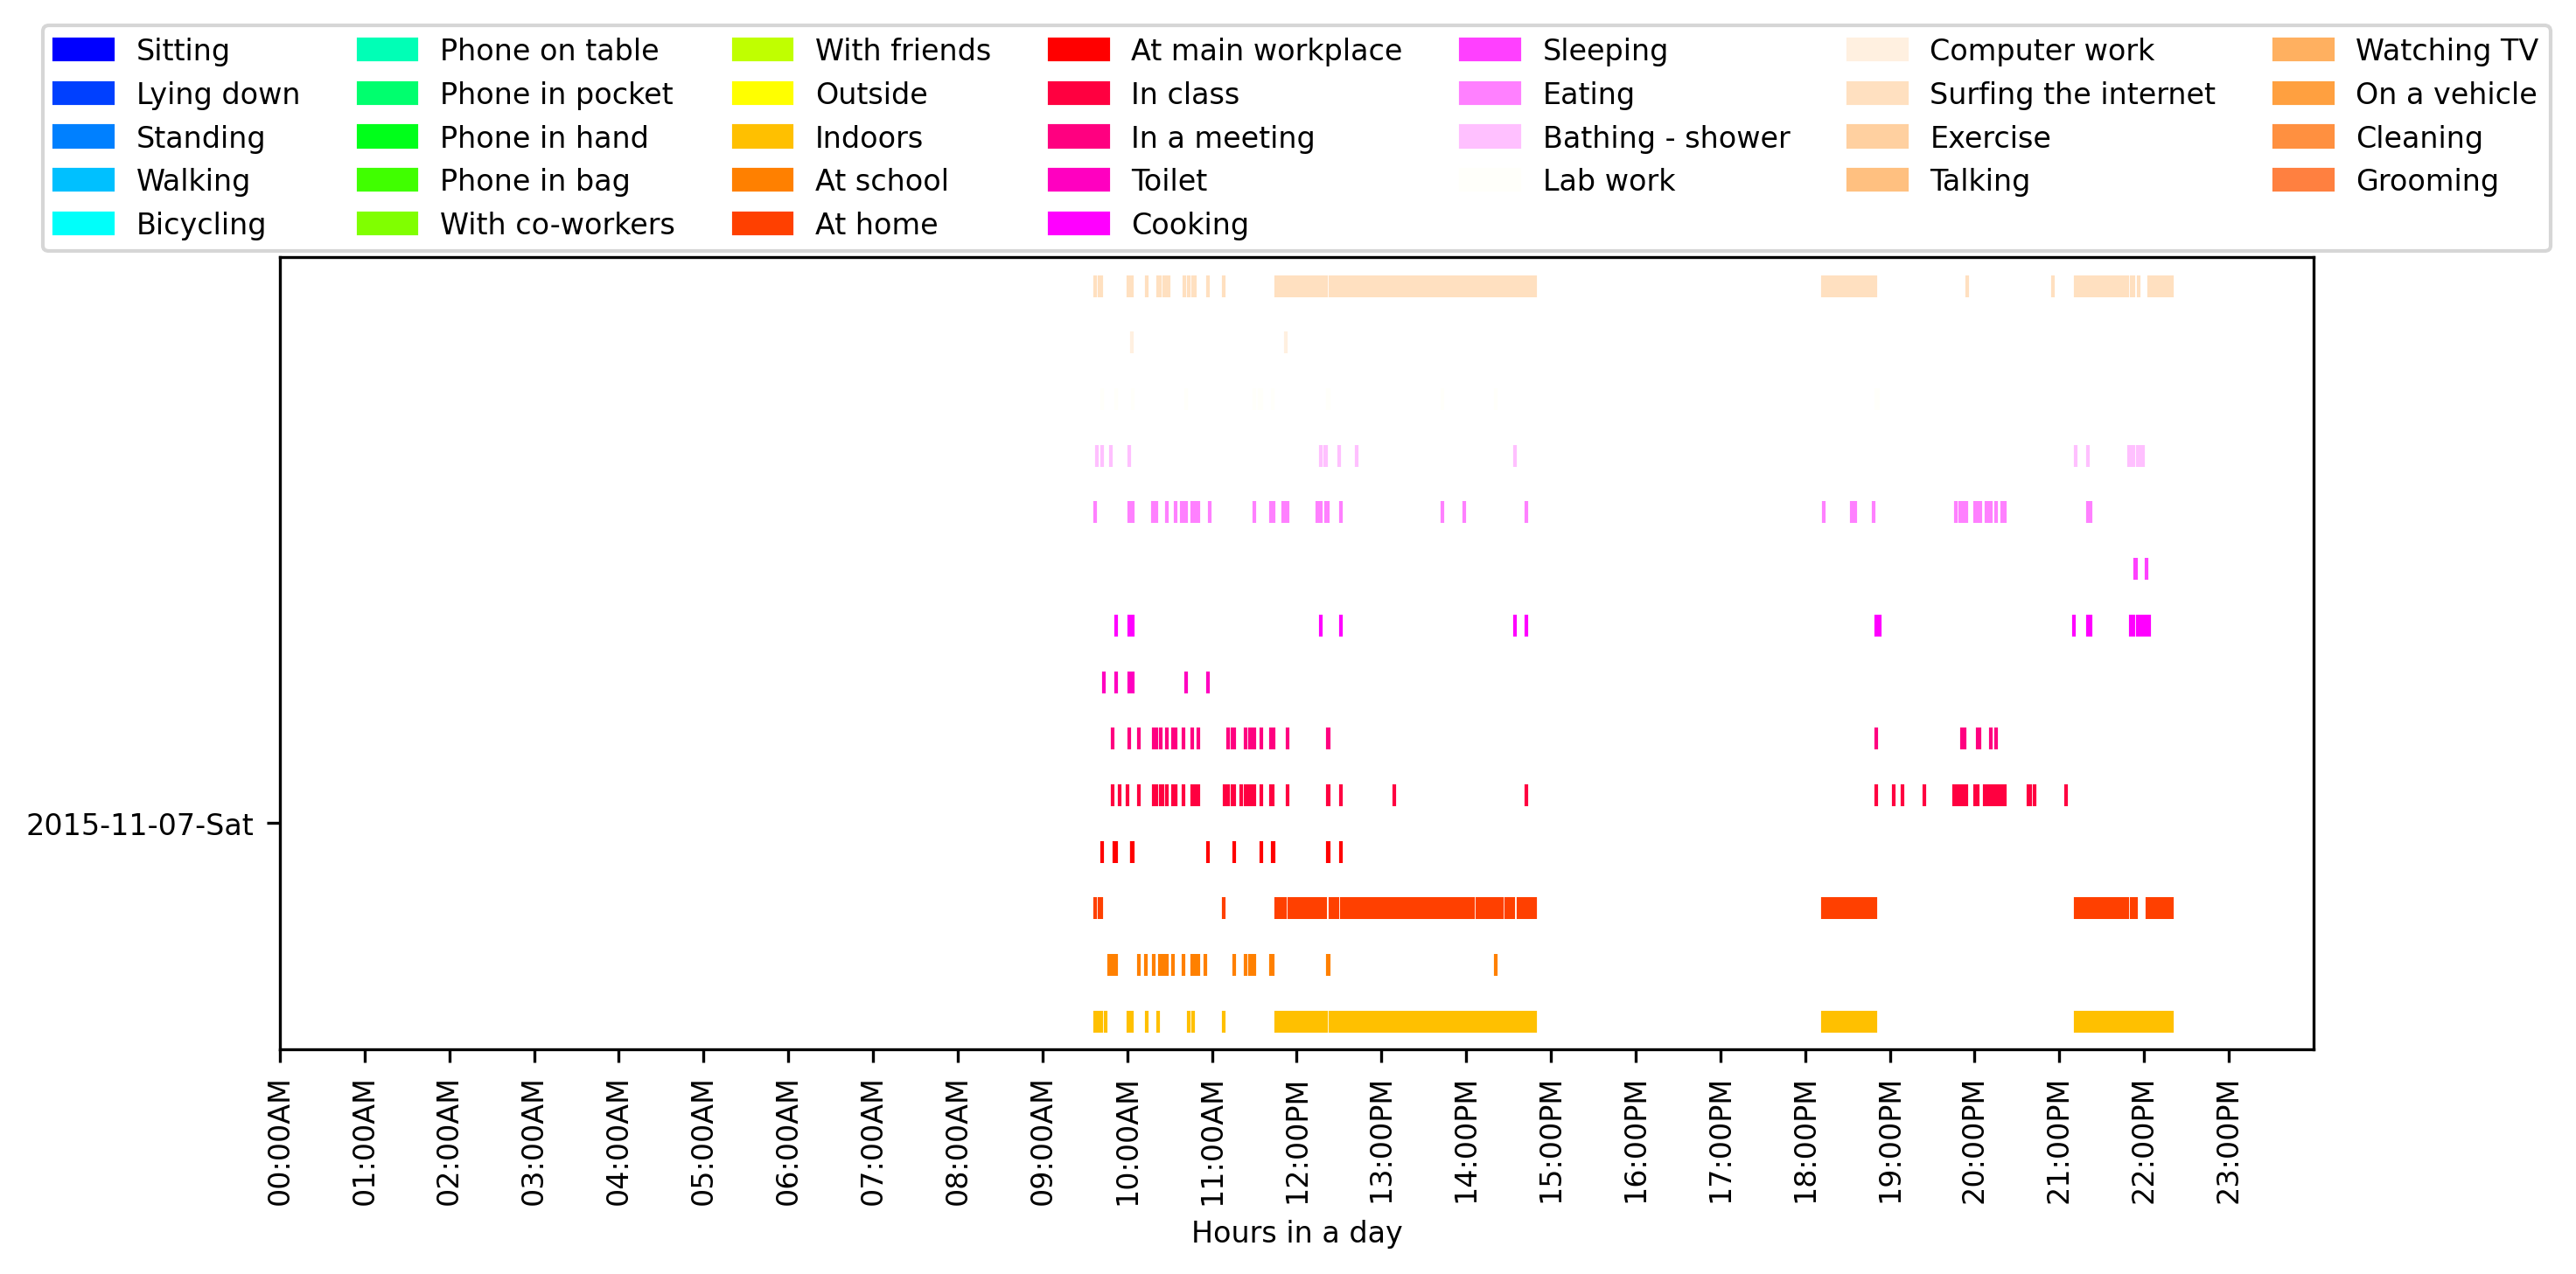 Sitting
Lying down
Standing
Walking
Bicycling
Phone on table
Phone in pocket
Phone in hand
Phone in bag
With co-workers
With friends
Outside
Indoors
At school
At home
At main workplace
In class
In a meeting
Toilet
Cooking
Sleeping
Eating
Bathing - shower
Lab work
Computer work
Surfing the internet
Exercise
Talking
Watching TV
On a vehicle
Cleaning
Grooming
2015-11-07-Sat
00:00AM
01:00AM
02:00AM
03:00AM
04:00AM
05:00AM
06:00AM
07:00AM
08:00AM
09:00AM
10:00AM
11:00AM
12:00PM
13:00PM
14:00PM
15:00PM
16:00PM
17:00PM
18:00PM
19:00PM
20:00PM
21:00PM
22:00PM
23:00PM
Hours in a day